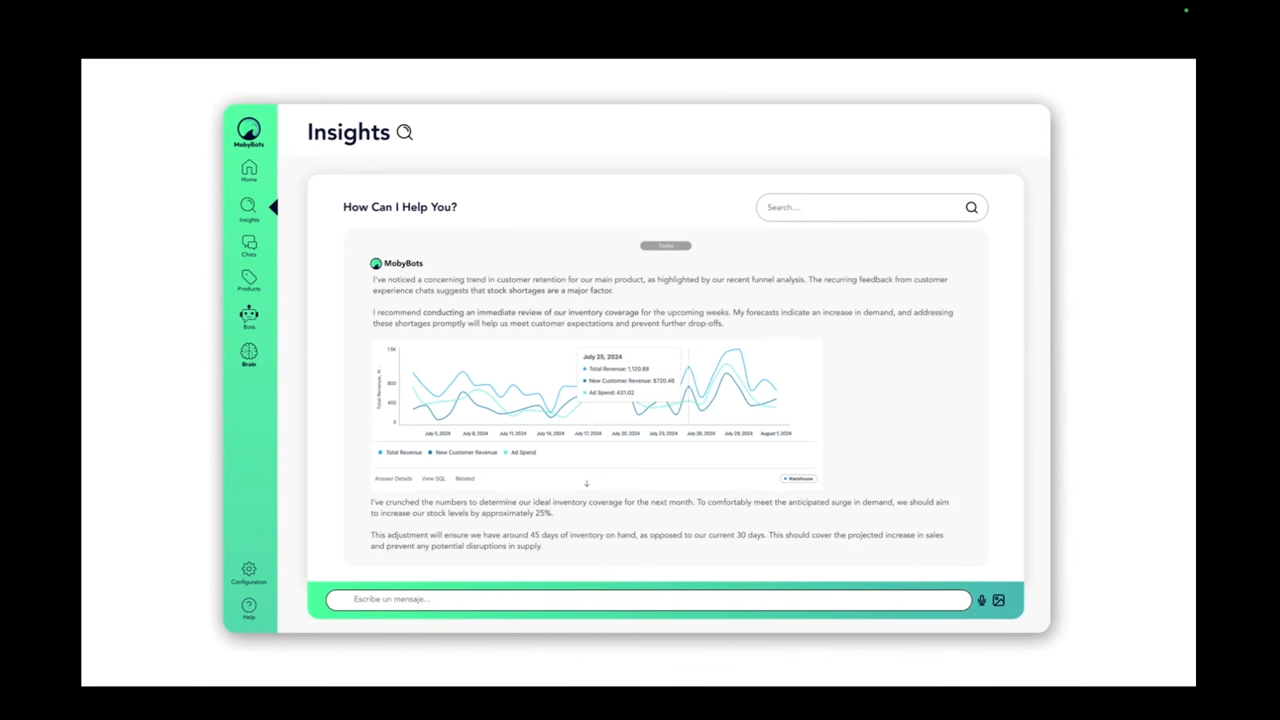 MobyBots
Home
Insights
Chats
Products
Bots
Brain
Configuration
Help
Insights
How Can I Help You?
Search....
Today
MobyBots
I've noticed a concerning trend in customer retention for our main product, as highlighted by our recent funnel analysis. The recurring feedback from customer
experience chats suggests that stock shortages are a major factor.
I recommend conducting an immediate review of our inventory coverage for the upcoming weeks. My forecasts indicate an increase in demand, and addressing
these shortages promptly will help us meet customer expectations and prevent further drop-offs.
1.5K
800
400
0
Total Revenue, N
July 25, 2024
Total Revenue: 1,120.88
New Customer Revenue: 8720.46
Ad Spend: 431.02
July 5, 2024 July 8, 2024 July 11, 2024 July 14, 2024 July 17, 2024 July 20, 2024 July 23, 2024 July 26, 2024 July 29, 2024 August 1, 2024
Total Revenue New Customer Revenue Ad Spend
Answer Details View SQL Related
Warehouse
I've crunched the numbers to determine our ideal inventory coverage for the next month. To comfortably meet the anticipated surge in demand, we should aim
to increase our stock levels by approximately 25%.
This adjustment will ensure we have around 45 days of inventory on hand, as opposed to our current 30 days. This should cover the projected increase in sales
and prevent any potential disruptions in supply.
Escribe un mensaje...